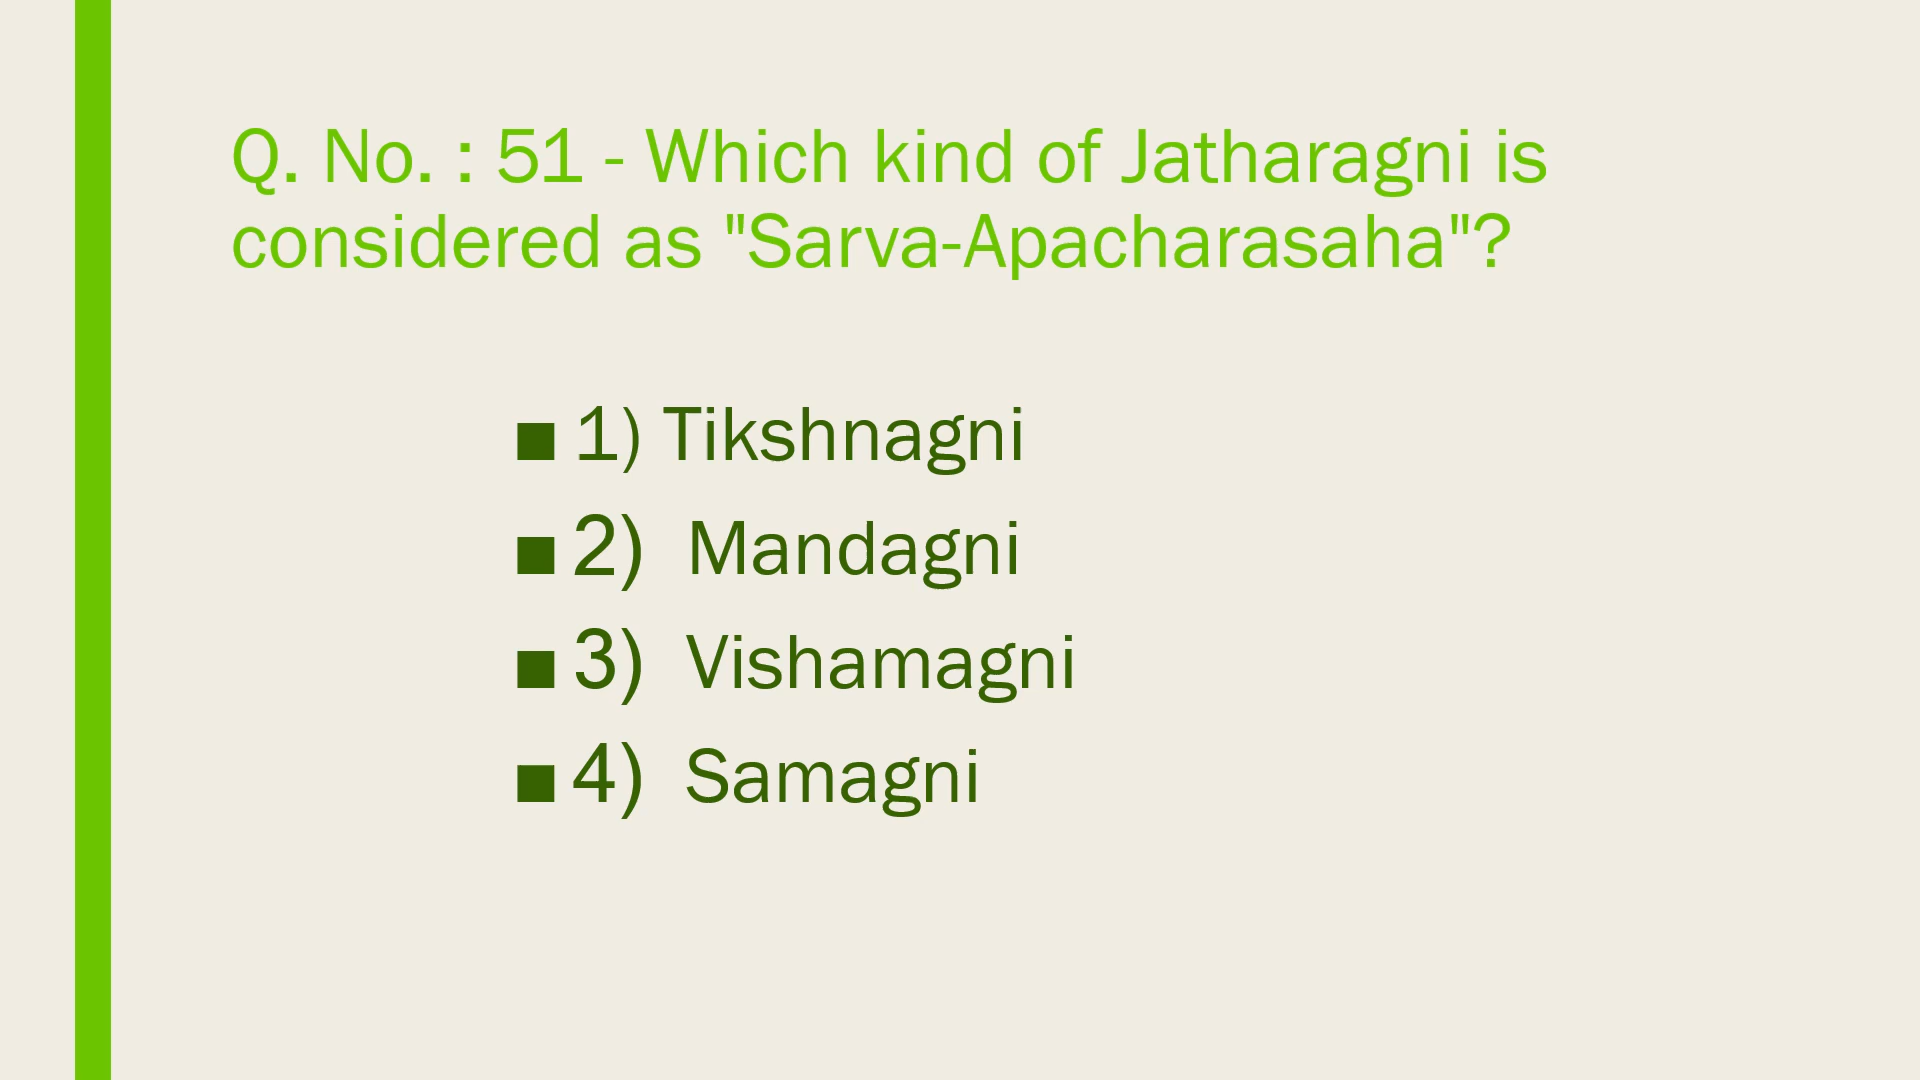 Q. No. : 51 - Which kind of Jatharagni is
considered as "Sarva-Apacharasaha"?
■ 1) Tikshnagni
■ 2) Mandagni
■ 3) Vishamagni
■ 4) Samagni